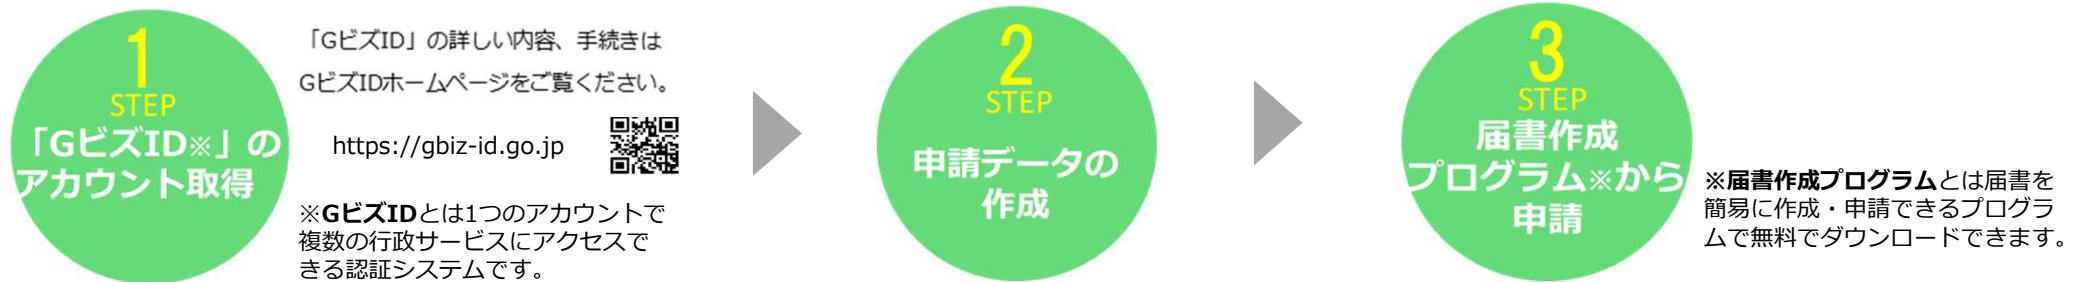 1
STEP
「GビズID※」の
アカウント取得
「GビズID」の詳しい内容、手続きは
GビズIDホームページをご覧ください。
https://gbiz-id.go.jp
※GビズIDとは1つのアカウントで
複数の行政サービスにアクセスで
きる認証システムです。
2
STEP
申請データの
作成
3
STEP
届書作成
プログラム※から
申請
※届書作成プログラムとは届書を
簡易に作成・申請できるプログラ
ムで無料でダウンロードできます。